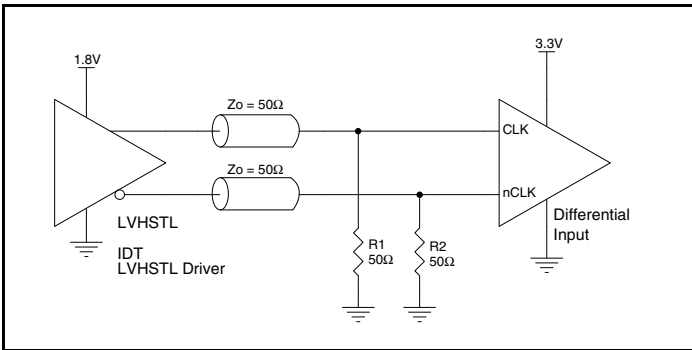 1.8V
3.3V
Zo = 50Ω
CLK
Zo = 50Ω
nCLK
LVHSTL
IDT
LVHSTL Driver
R1
50Ω
R2
50Ω
Differential
Input